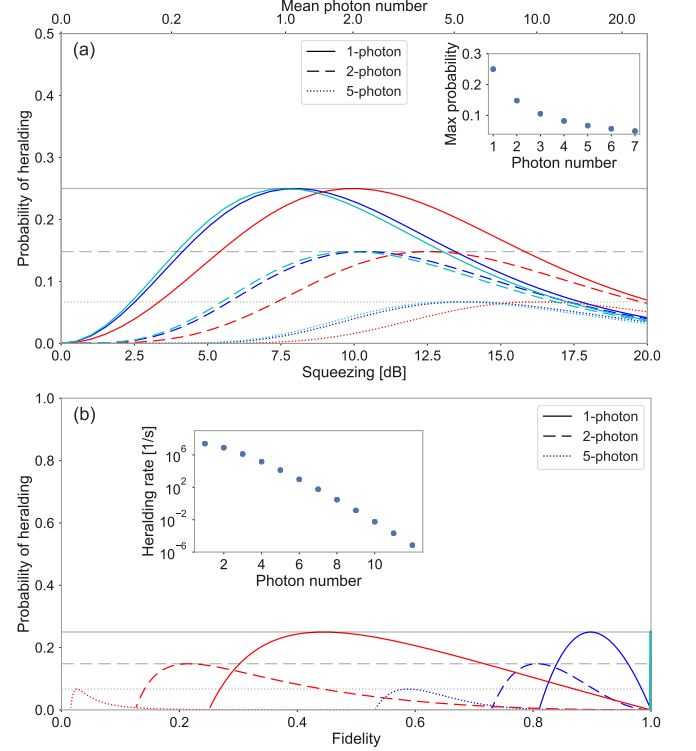 Mean photon number
0.0 0.2 1.0 2.0 5.0 10.0 20.0
(a)
1-photon
2-photon
5-photon
Probability of heralding
0.5
0.4
0.3
0.2
0.1
0.0
Max probability
0.3
0.2
0.1
1 2 3 4 5 6 7
Photon number
0.0 2.5 5.0 7.5 10.0 12.5 15.0 17.5 20.0
Squeezing [dB]
(b)
1-photon
2-photon
5-photon
Probability of heralding
1.0
0.8
0.6
0.4
0.2
0.0
Heralding rate [1/s]
10^6
10^2
10^−2
10^−6
2 4 6 8 10
Photon number
0.0 0.2 0.4 0.6 0.8 1.0
Fidelity